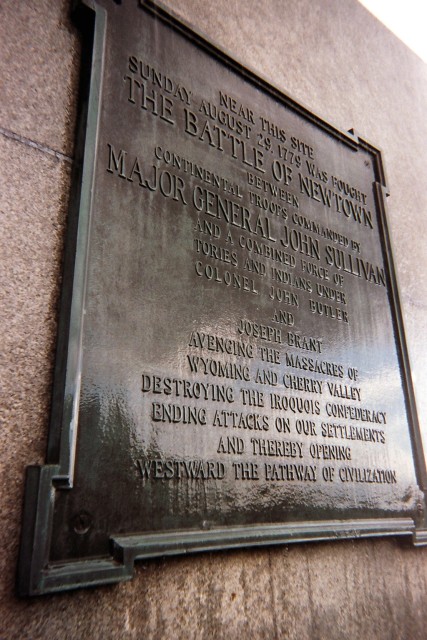 NEAR THIS SITE
SUNDAY AUGUST 29, 1779 WAS FOUGHT
THE BATTLE OF NEWTOWN
BETWEEN
CONTINENTAL TROOPS COMMANDED BY
MAJOR GENERAL JOHN SULLIVAN
AND A COMBINED FORCE OF
TORIES AND INDIANS UNDER
COLONEL JOHN BUTLER
AND
JOSEPH BRANT
AVENGING THE MASSACRES OF
WYOMING AND CHERRY VALLEY
DESTROYING THE IROQUOIS CONFEDERACY
ENDING ATTACKS ON OUR SETTLEMENTS
AND THEREBY OPENING
WESTWARD THE PATHWAY OF CIVILIZATION